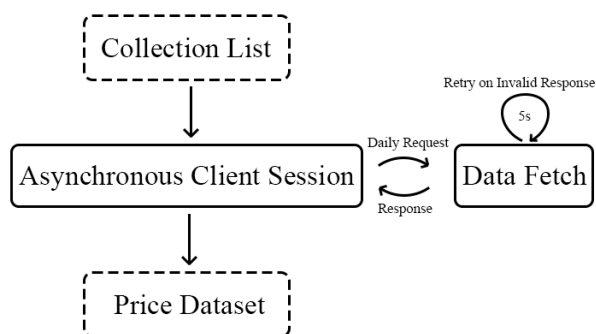 Collection List
Retry on Invalid Response
5s
Daily Request
Asynchronous Client Session
Data Fetch
Response
Price Dataset